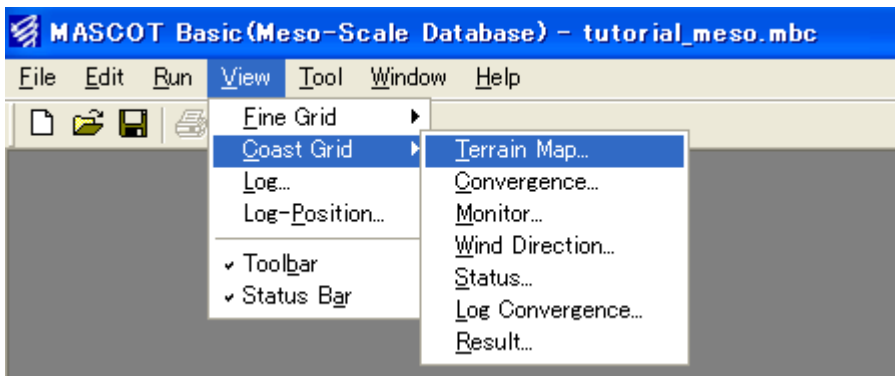 MASCOT Basic(Meso-Scale Database) - tutorial_meso.mbc
File Edit Run View Tool Window Help
Fine Grid
Coast Grid
Log...
Log-Position...
Toolbar
Status Bar
Terrain Map...
Convergence...
Monitor...
Wind Direction...
Status...
Log Convergence...
Result...